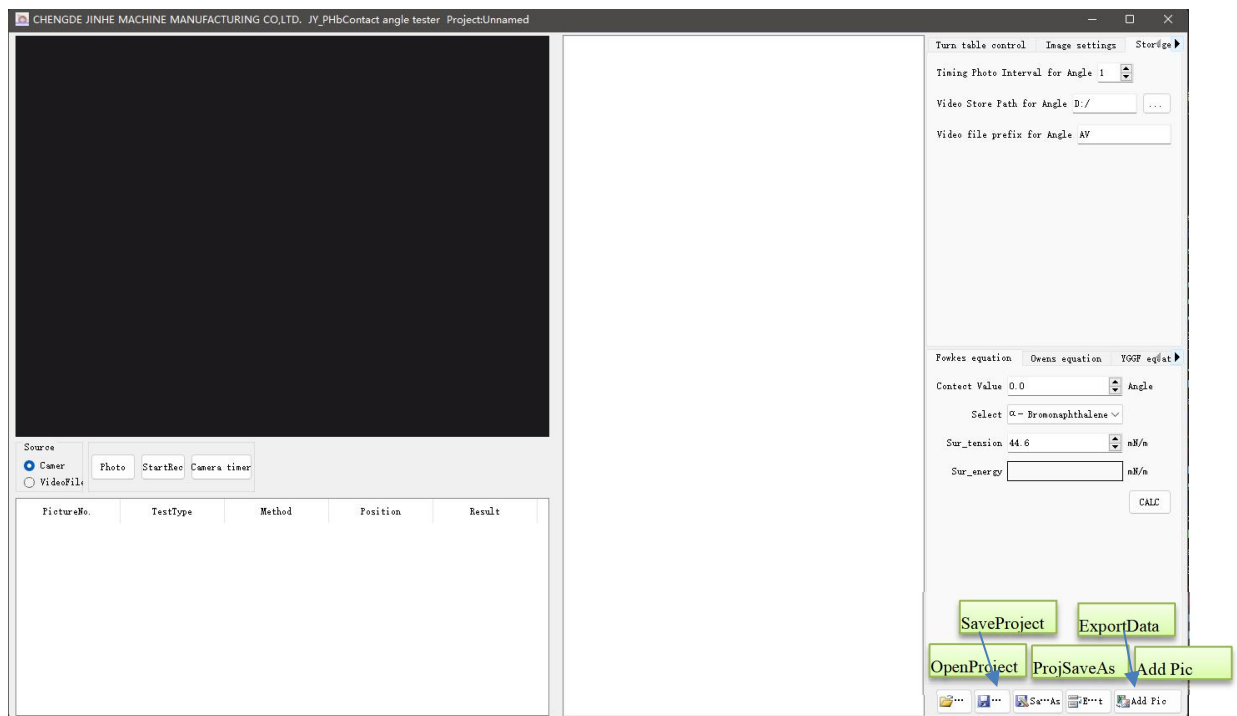 CHENGDE JINHE MACHINE MANUFACTURING CO,LTD. JY_PHbContact angle tester Project:Unnamed
Turn table control Image settings
Timing Photo Interval for Angle 1
Video Store Path for Angle D:/ ...
Video file prefix for Angle AV
Fowkes equation Owens equation
Contect Value 0.0 Angle
Select α- Bromonaphthalene
Sur_tension 44.6 mN/m
Sur_energy mN/m
CALC
Source
Camer
VideoFile
Photo StartRec Camera timer
PictureNo. TestType Method Position Result
SaveProject ExportData
OpenProject ProjSaveAs Add Pic
... ... Sa...As E...t Add Pic